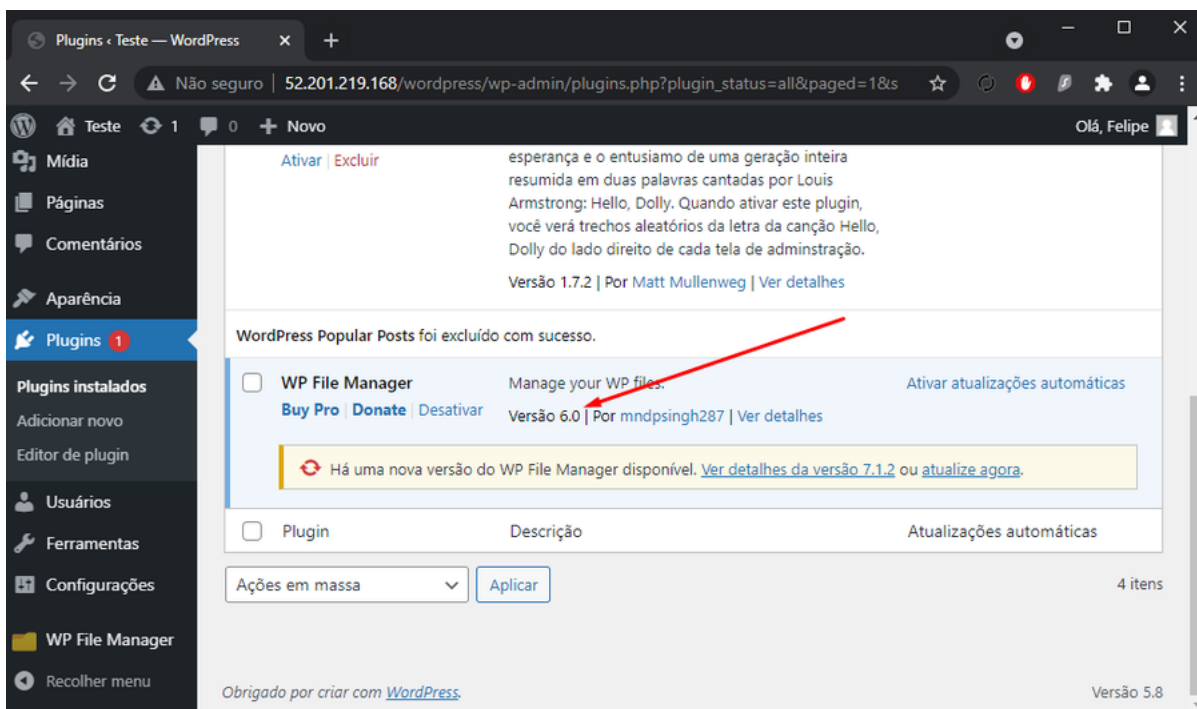 Plugins ‹ Teste — WordPress
Não seguro | 52.201.219.168/wordpress/wp-admin/plugins.php?plugin_status=all&paged=1&s
Teste 1 0 + Novo
Olá, Felipe
Mídia
Páginas
Comentários
Aparência
Plugins 1
Plugins instalados
Adicionar novo
Editor de plugin
Usuários
Ferramentas
Configurações
WP File Manager
Recolher menu
Ativar | Excluir
esperança e o entusiamo de uma geração inteira
resumida em duas palavras cantadas por Louis
Armstrong: Hello, Dolly. Quando ativar este plugin,
você verá trechos aleatórios da letra da canção Hello,
Dolly do lado direito de cada tela de adminstração.
Versão 1.7.2 | Por Matt Mullenweg | Ver detalhes
WordPress Popular Posts foi excluído com sucesso.
WP File Manager
Buy Pro | Donate | Desativar
Manage your WP files.
Versão 6.0 | Por mndpsingh287 | Ver detalhes
Ativar atualizações automáticas
Há uma nova versão do WP File Manager disponível. Ver detalhes da versão 7.1.2 ou atualize agora.
Plugin Descrição Atualizações automáticas
Ações em massa Aplicar 4 itens
Obrigado por criar com WordPress.
Versão 5.8